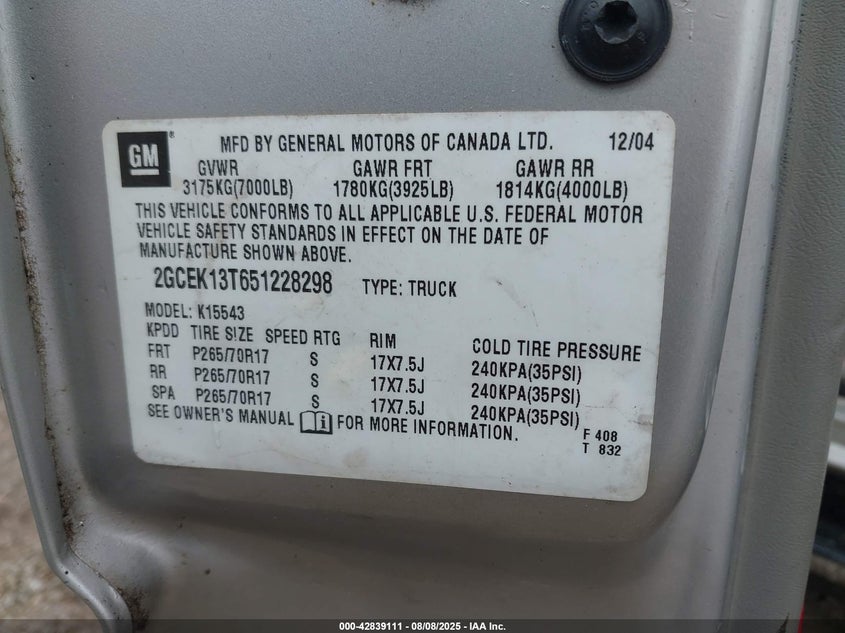 GM
MFD BY GENERAL MOTORS OF CANADA LTD. 12/04
GVWR GAWR FRT GAWR RR
3175KG(7000LB) 1780KG(3925LB) 1814KG(4000LB)
THIS VEHICLE CONFORMS TO ALL APPLICABLE U.S. FEDERAL MOTOR
VEHICLE SAFETY STANDARDS IN EFFECT ON THE DATE OF
MANUFACTURE SHOWN ABOVE.
2GCEK13T651228298 TYPE: TRUCK
MODEL: K15543
KPDD TIRE SIZE SPEED RTG RIM COLD TIRE PRESSURE
FRT P265/70R17 S 17X7.5J 240KPA(35PSI)
RR P265/70R17 S 17X7.5J 240KPA(35PSI)
SPA P265/70R17 S 17X7.5J 240KPA(35PSI)
SEE OWNER'S MANUAL FOR MORE INFORMATION.
F 408
T 832
000-42839111 — 08/08/2025 — IAA Inc.